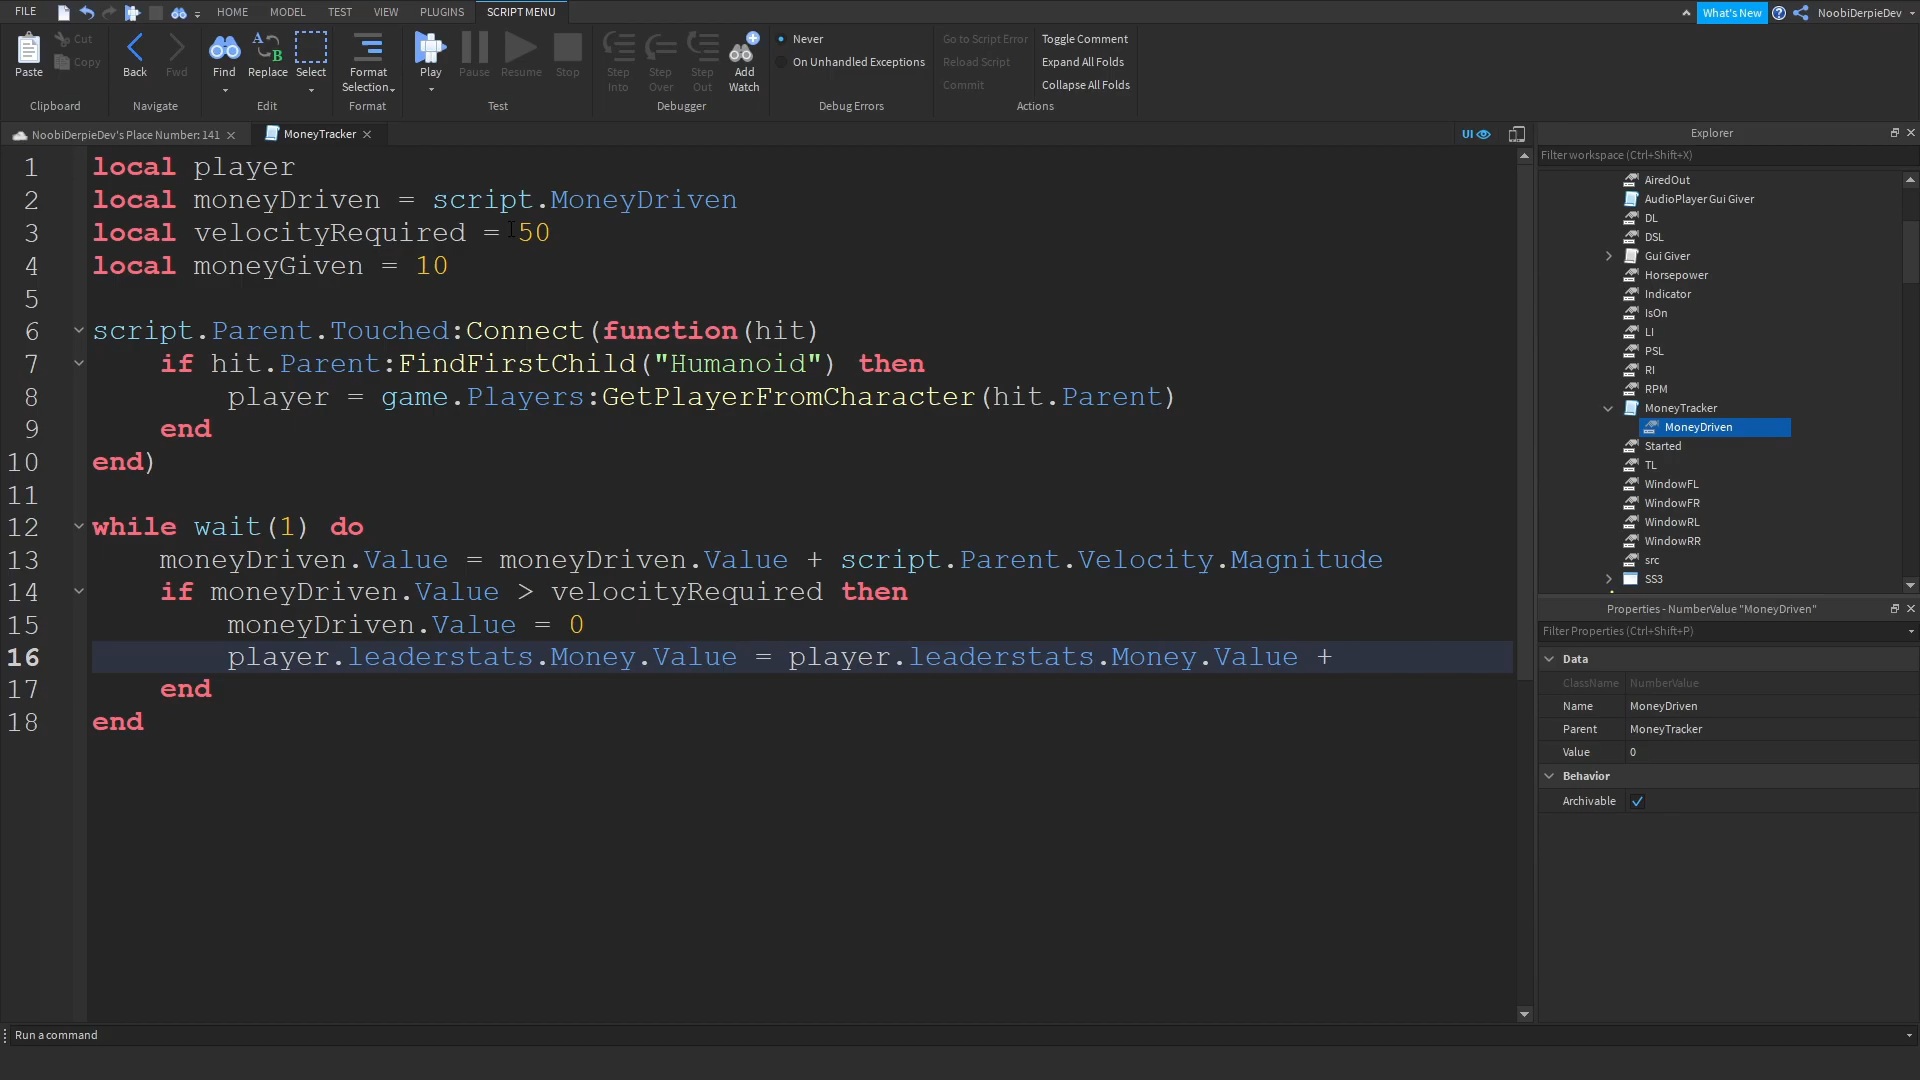 FILE HOME MODEL TEST VIEW PLUGINS SCRIPT MENU What's New NoobiDerpieDev
Paste Cut Copy Back Fwd Find Replace Select Format Selection Play Pause Resume Stop Step Into Step Over Step Out Add Watch
Never
On Unhandled Exceptions
Go to Script Error Toggle Comment
Reload Script Expand All Folds
Commit Collapse All Folds
Clipboard Navigate Edit Format Test Debugger Debug Errors Actions
NoobiDerpieDev's Place Number: 141 MoneyTracker UI
1 local player
2 local moneyDriven = script.MoneyDriven
3 local velocityRequired = 50
4 local moneyGiven = 10
5
6 script.Parent.Touched:Connect(function(hit)
7 if hit.Parent:FindFirstChild("Humanoid") then
8 player = game.Players:GetPlayerFromCharacter(hit.Parent)
9 end
10 end)
11
12 while wait(1) do
13 moneyDriven.Value = moneyDriven.Value + script.Parent.Velocity.Magnitude
14 if moneyDriven.Value > velocityRequired then
15 moneyDriven.Value = 0
16 player.leaderstats.Money.Value = player.leaderstats.Money.Value +
17 end
18 end
Explorer
Filter workspace (Ctrl+Shift+X)
AiredOut
AudioPlayer Gui Giver
DL
DSL
Gui Giver
Horsepower
Indicator
IsOn
LI
PSL
RI
RPM
MoneyTracker
MoneyDriven
Started
TL
WindowFL
WindowFR
WindowRL
WindowRR
src
SS3
Properties - NumberValue "MoneyDriven"
Filter Properties (Ctrl+Shift+P)
Data
ClassName NumberValue
Name MoneyDriven
Parent MoneyTracker
Value 0
Behavior
Archivable
Run a command